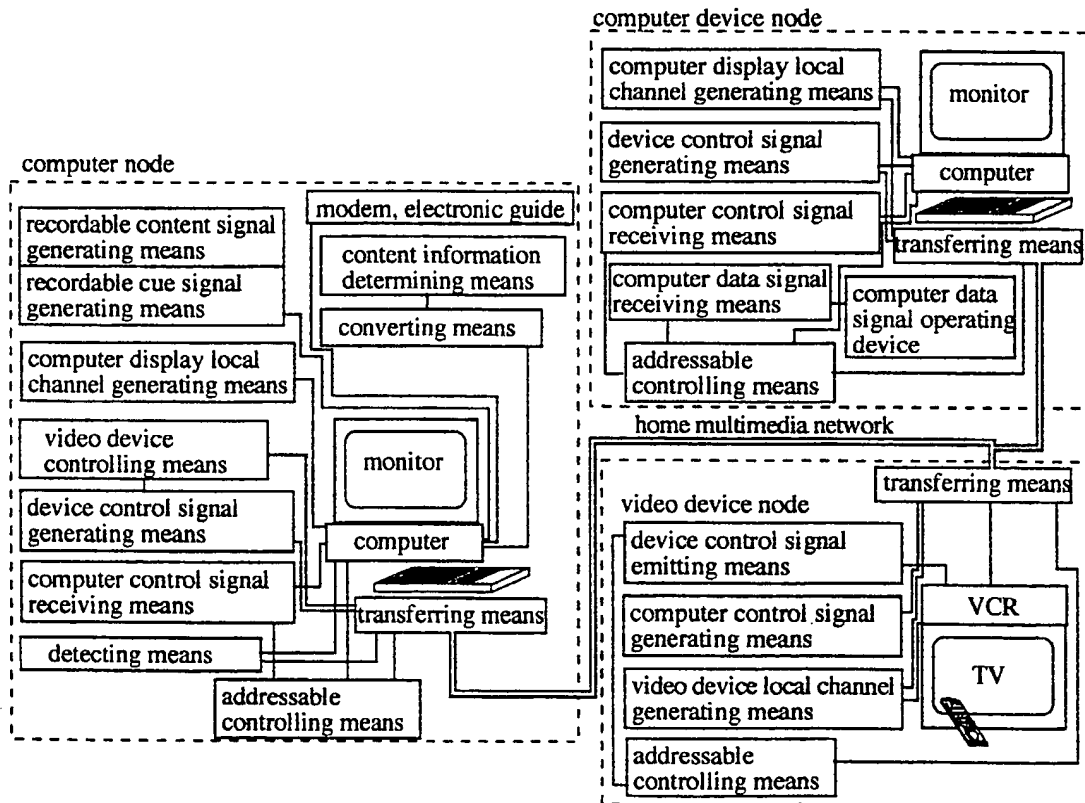 computer device node
computer display local
channel generating means
monitor
device control signal
generating means
computer
computer control signal
receiving means
transferring means
computer data signal
receiving means
computer data
signal operating
device
addressable
controlling means
computer node
recordable content signal
generating means
recordable cue signal
generating means
modem, electronic guide
content information
determining means
converting means
computer display local
channel generating means
video device
controlling means
monitor
device control signal
generating means
computer
computer control signal
receiving means
transferring means
detecting means
addressable
controlling means
home multimedia network
transferring means
video device node
device control signal
emitting means
VCR
computer control signal
generating means
TV
video device local channel
generating means
addressable
controlling means